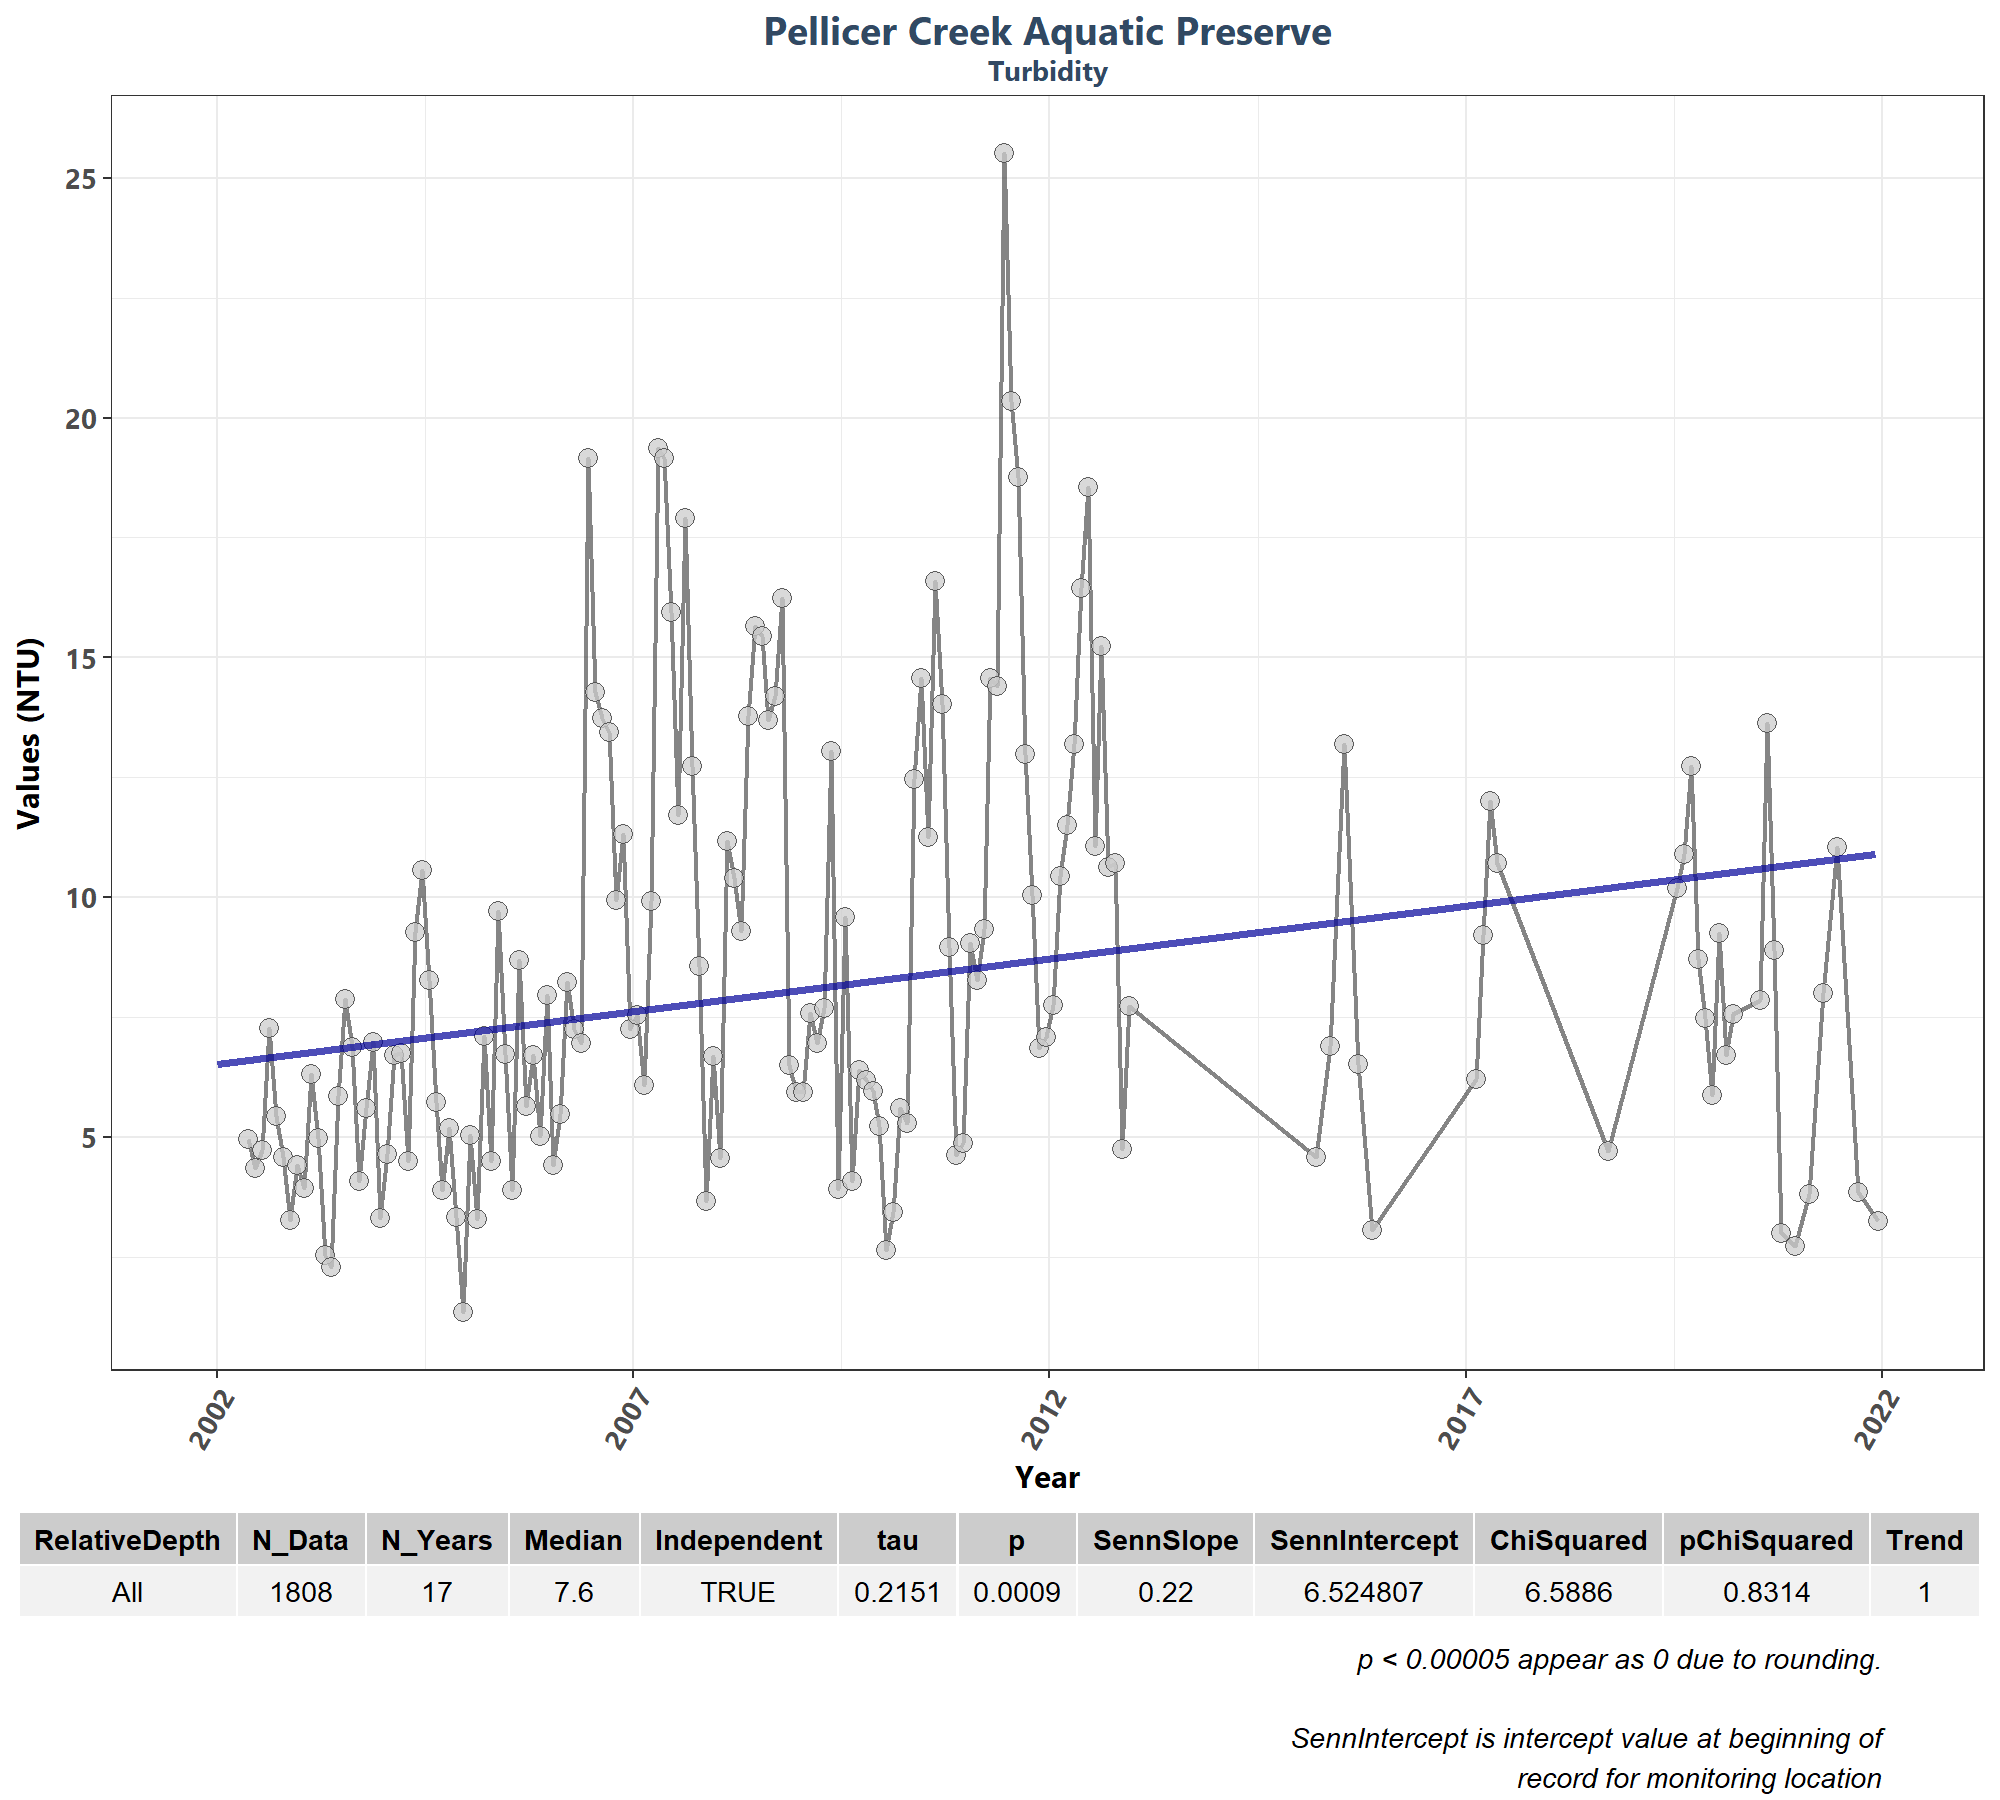 Pellicer Creek Aquatic Preserve
Turbidity
Values (NTU)
25
20
15
10
5
2002 2007 2012 2017 2022
Year
RelativeDepth N_Data N_Years Median Independent tau p SennSlope SennIntercept ChiSquared pChiSquared Trend
All 1808 17 7.6 TRUE 0.2151 0.0009 0.22 6.524807 6.5886 0.8314 1
p < 0.00005 appear as 0 due to rounding.
SennIntercept is intercept value at beginning of
record for monitoring location